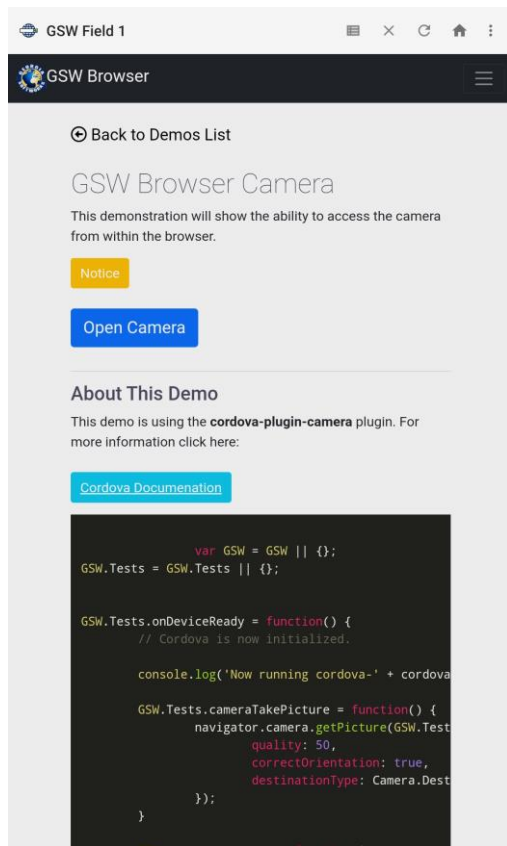 GSW Field 1
GSW Browser
Back to Demos List
GSW Browser Camera
This demonstration will show the ability to access the camera
from within the browser.
Notice
Open Camera
About This Demo
This demo is using the cordova-plugin-camera plugin. For
more information click here:
Cordova Documenation
var GSW = GSW || {};
GSW.Tests = GSW.Tests || {};
GSW.Tests.onDeviceReady = function() {
// Cordova is now initialized.
console.log('Now running cordova-' + cordova
GSW.Tests.cameraTakePicture = function() {
navigator.camera.getPicture(GSW.Test
quality: 50,
correctOrientation: true,
destinationType: Camera.Dest
});
}